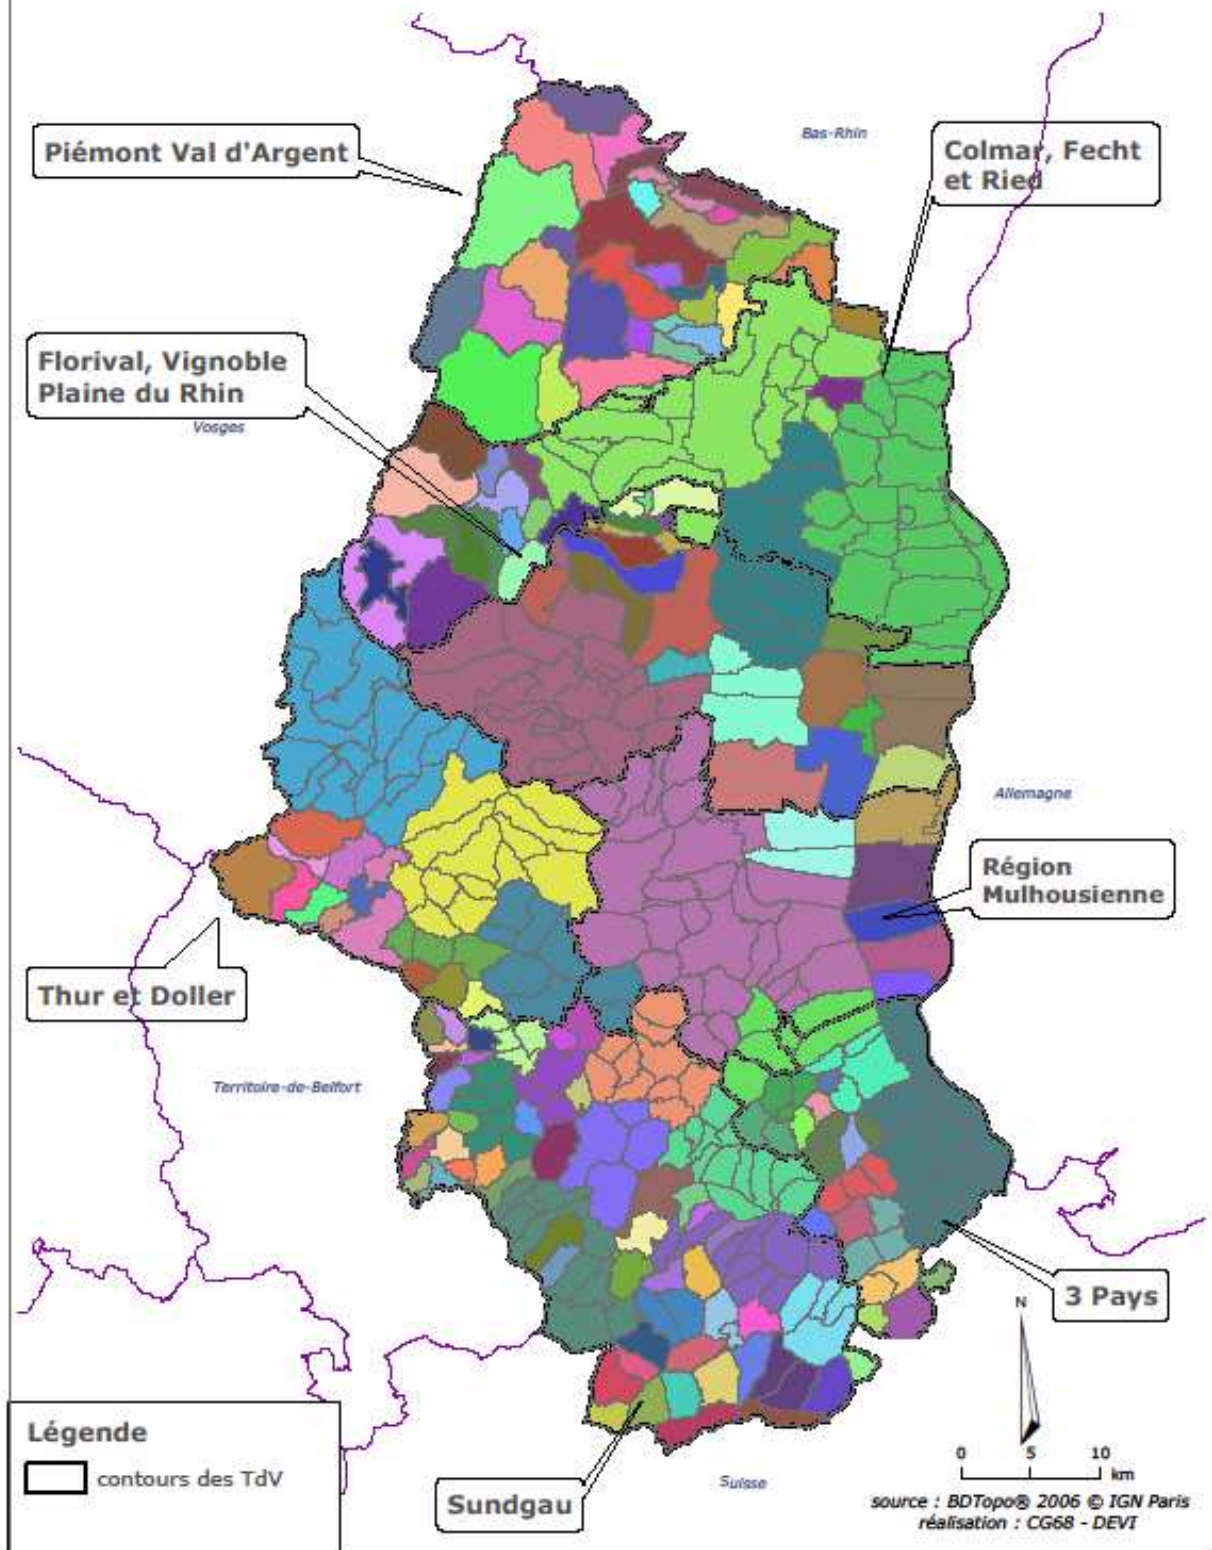 Bas-Rhin
Piémont Val d'Argent
Colmar, Fecht
et Ried
Florival, Vignoble
Plaine du Rhin
Vosges
Allemagne
Région
Mulhousienne
Thur et Doller
Territoire-de-Belfort
3 Pays
N
Légende
contours des TdV
0 5 10
km
Sundgau
Suisse
source : BDTopo® 2006 © IGN Paris
réalisation : CG68 - DEVI